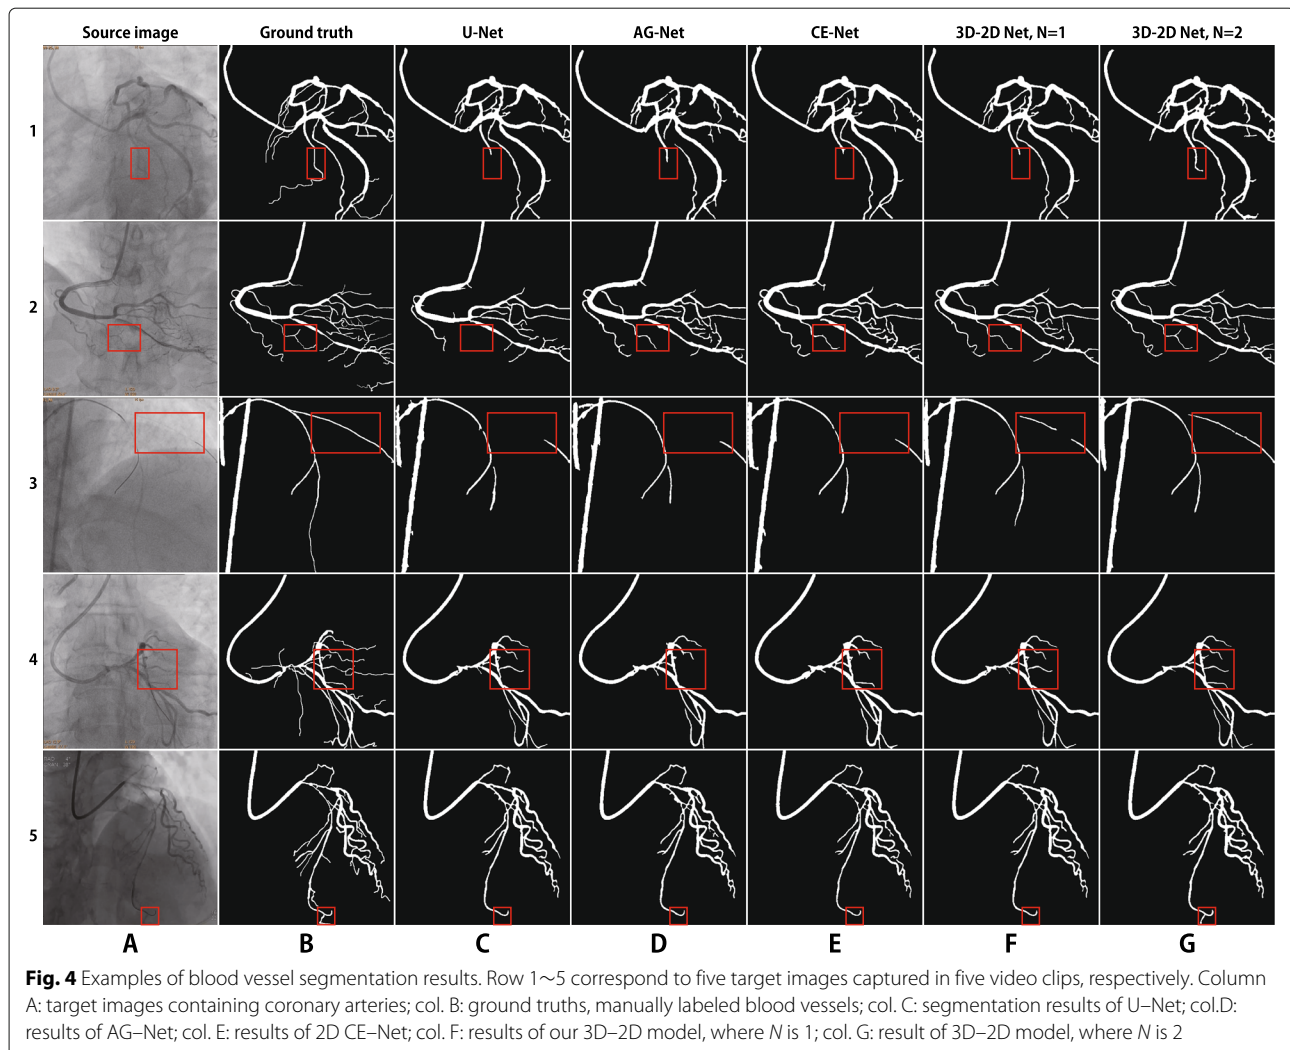 Source image Ground truth U-Net AG-Net CE-Net 3D-2D Net, N=1 3D-2D Net, N=2
1
2
3
4
5
A B C D E F G
Fig. 4 Examples of blood vessel segmentation results. Row 1∼5 correspond to five target images captured in five video clips, respectively. Column
A: target images containing coronary arteries; col. B: ground truths, manually labeled blood vessels; col. C: segmentation results of U–Net; col.D:
results of AG–Net; col. E: results of 2D CE–Net; col. F: results of our 3D–2D model, where N is 1; col. G: result of 3D–2D model, where N is 2